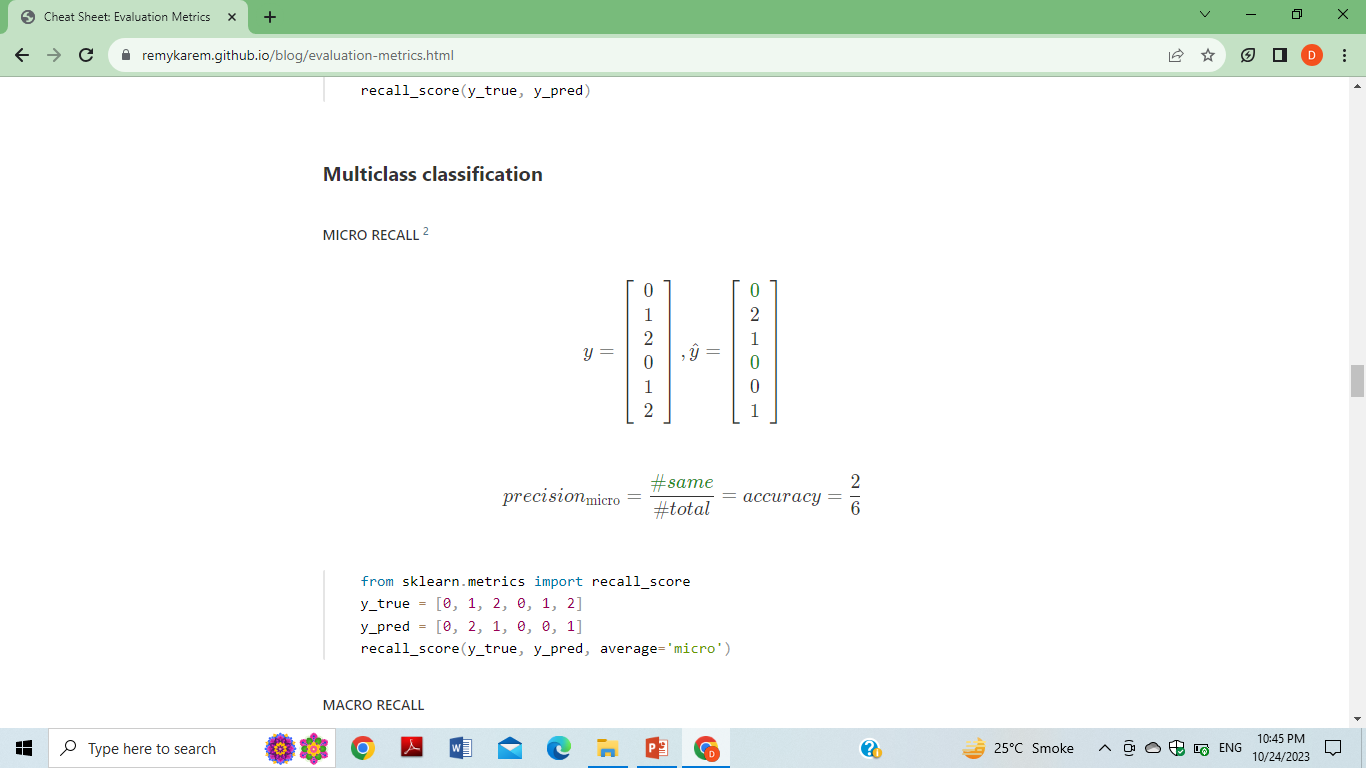 Cheat Sheet: Evaluation Metrics
remykarem.github.io/blog/evaluation-metrics.html
D
recall_score(y_true, y_pred)
Multiclass classification
MICRO RECALL 2
y = [0 1 2 0 1 2], ŷ = [0 2 1 0 0 1]
precision_micro = #same / #total = accuracy = 2/6
from sklearn.metrics import recall_score
y_true = [0, 1, 2, 0, 1, 2]
y_pred = [0, 2, 1, 0, 0, 1]
recall_score(y_true, y_pred, average='micro')
MACRO RECALL
Type here to search
25°C Smoke
ENG
10:45 PM
10/24/2023